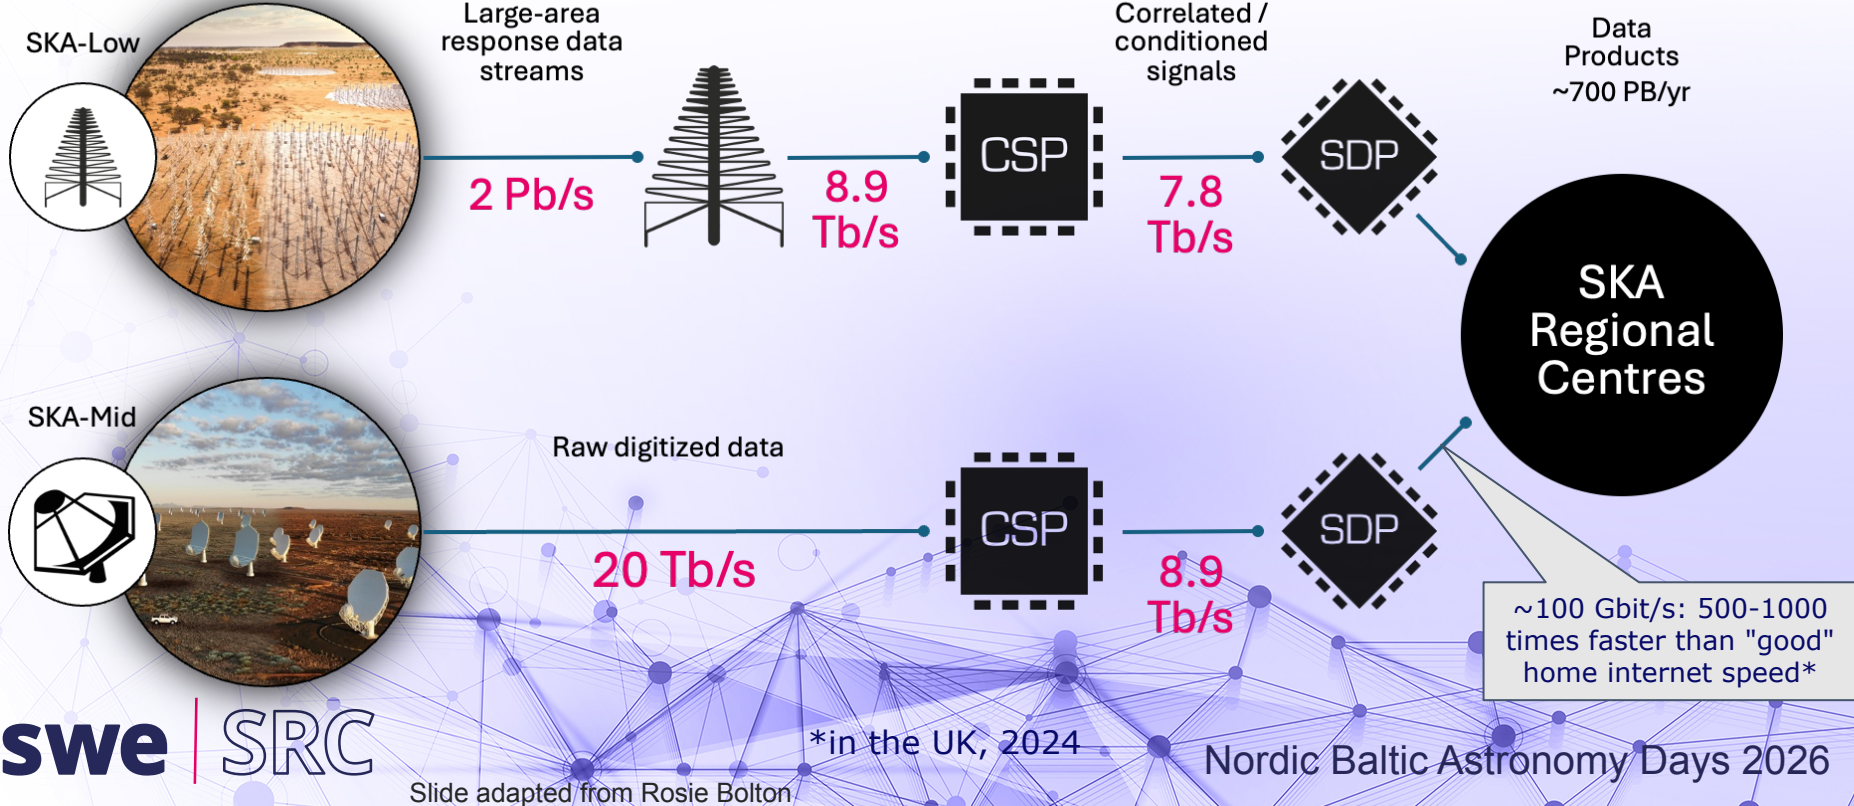 SKA-Low
Large-area
response data
streams
2 Pb/s
8.9
Tb/s
CSP
Correlated /
conditioned
signals
7.8
Tb/s
SDP
Data
Products
~700 PB/yr
SKA
Regional
Centres
SKA-Mid
Raw digitized data
20 Tb/s
CSP
8.9
Tb/s
SDP
~100 Gbit/s: 500-1000
times faster than "good"
home internet speed*
swe | SRC
*in the UK, 2024
Nordic Baltic Astronomy Days 2026
Slide adapted from Rosie Bolton